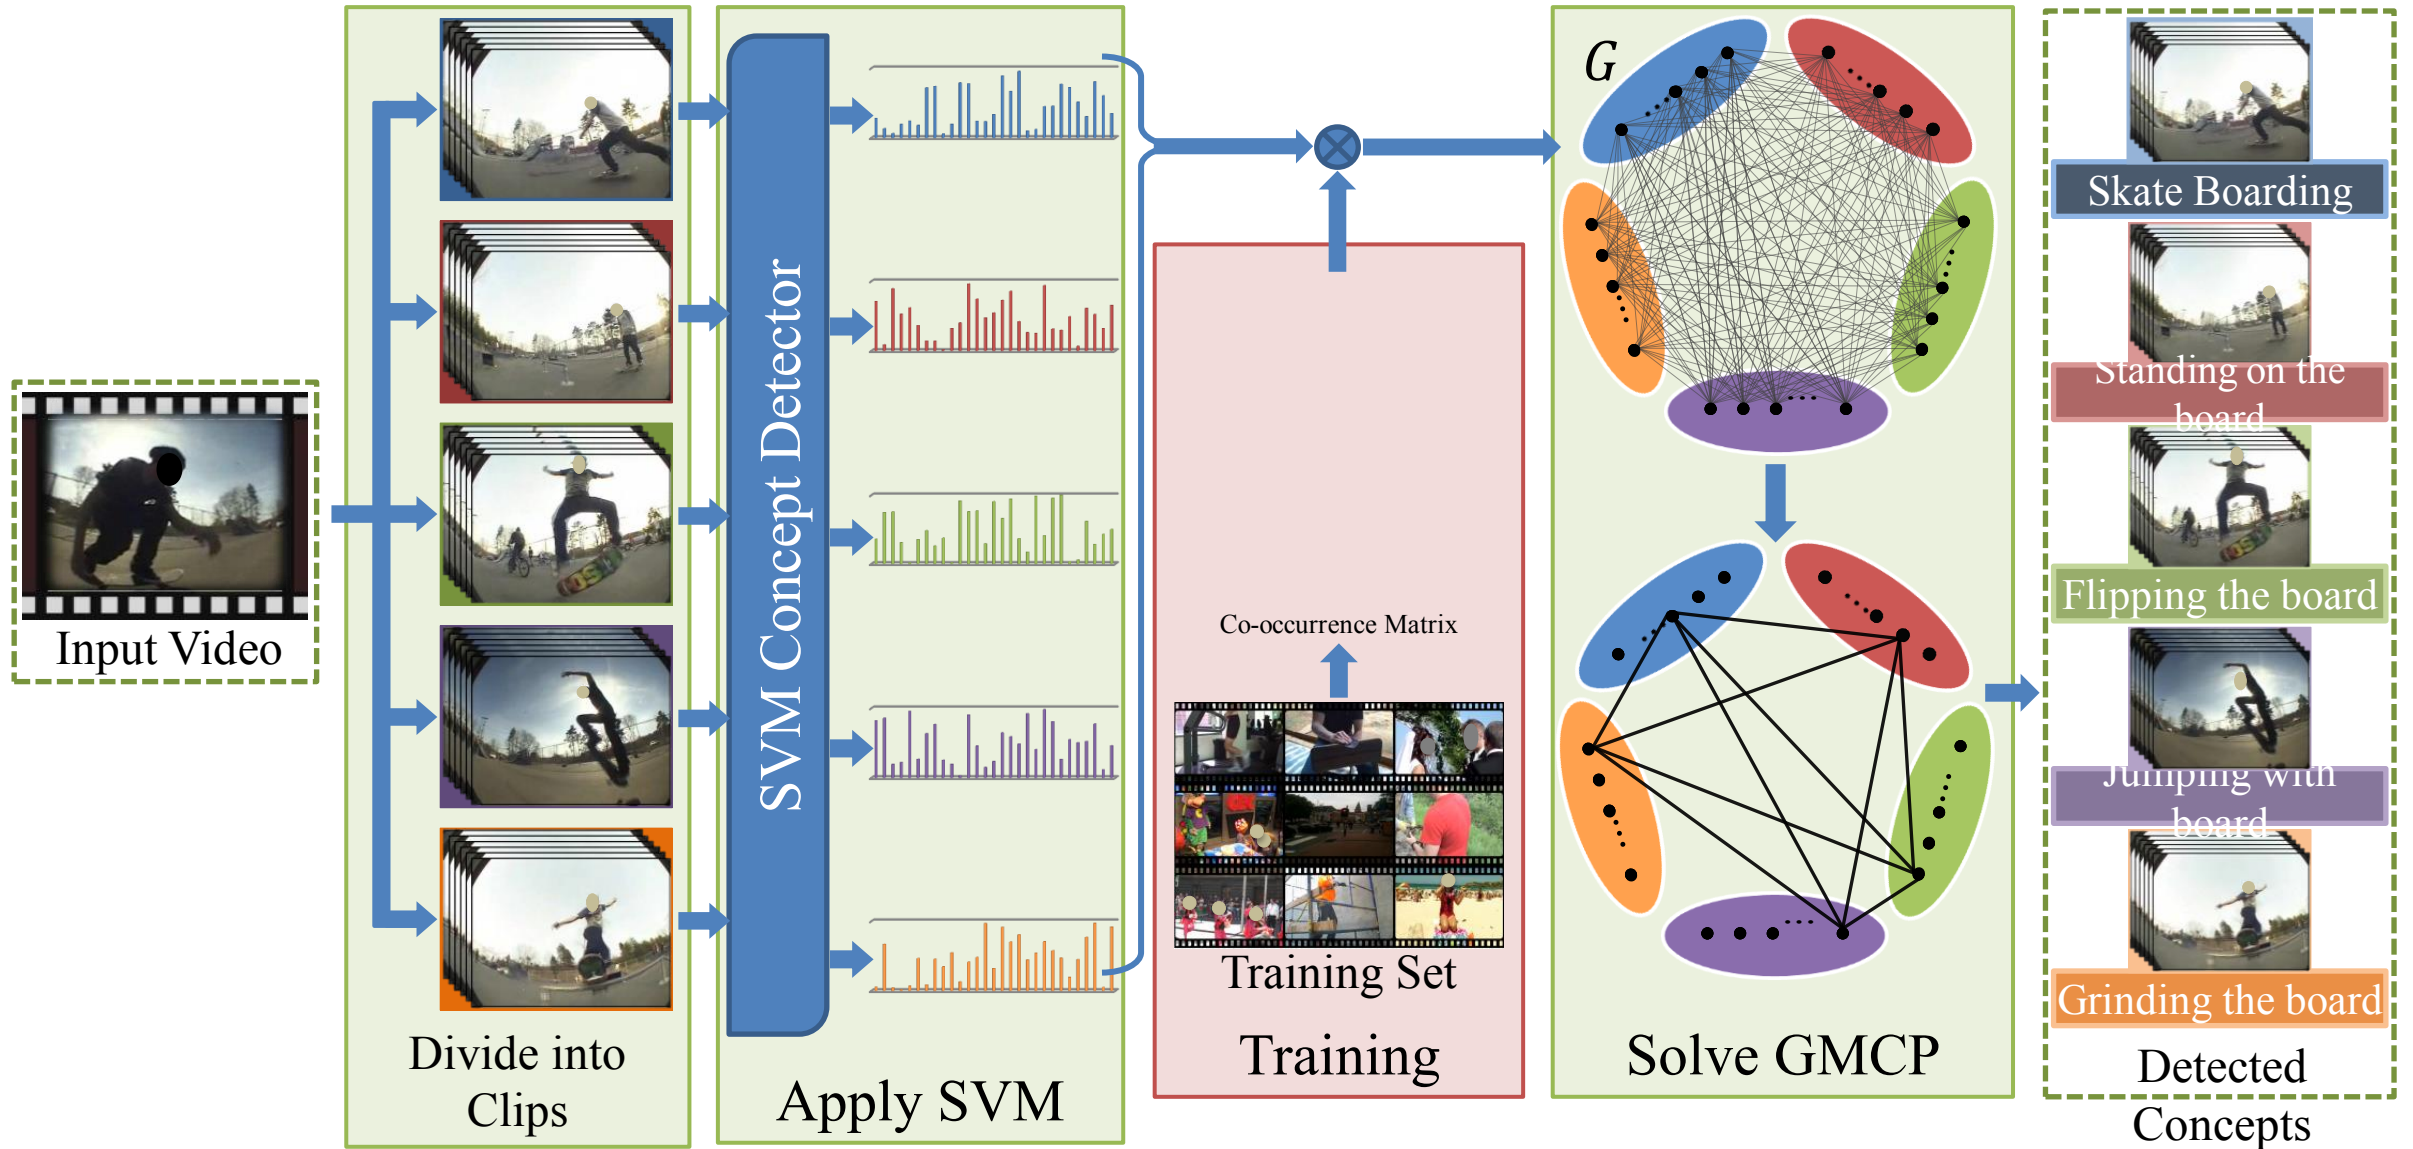 Input Video
Divide into
Clips
SVM Concept Detector
Apply SVM
Co-occurrence Matrix
Training Set
Training
G
Solve GMCP
Skate Boarding
Standing on the
board
Flipping the board
Jumping with
board
Grinding the board
Detected
Concepts